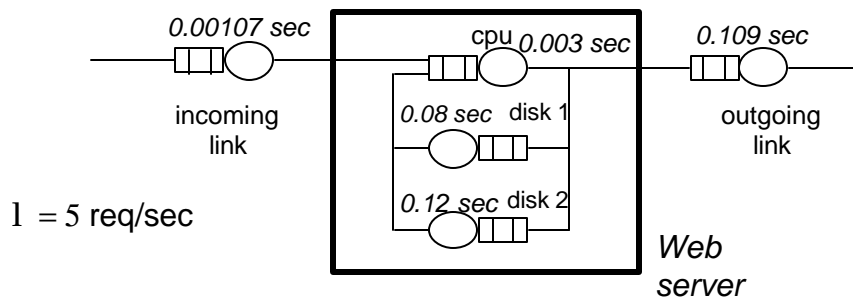 0.00107 sec
cpu
0.003 sec
0.109 sec
incoming
link
0.08 sec
disk 1
outgoing
link
0.12 sec
disk 2
l = 5 req/sec
Web
server